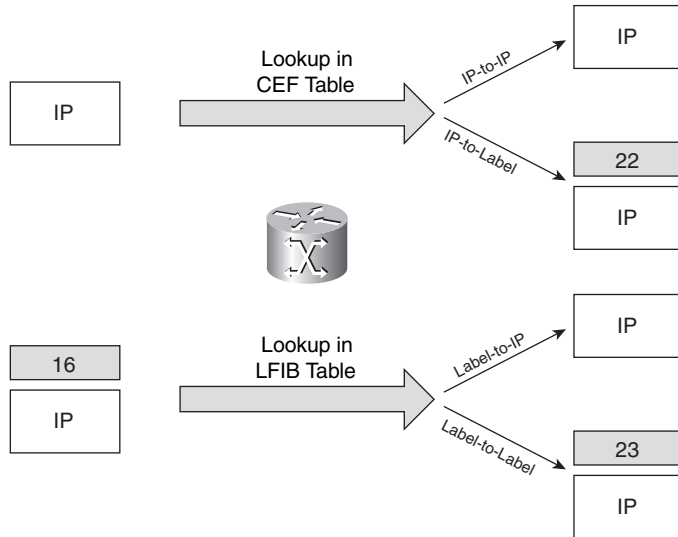 IP
Lookup in
CEF Table
IP-to-IP
IP
IP-to-Label
22
IP
16
IP
Lookup in
LFIB Table
Label-to-IP
IP
Label-to-Label
23
IP